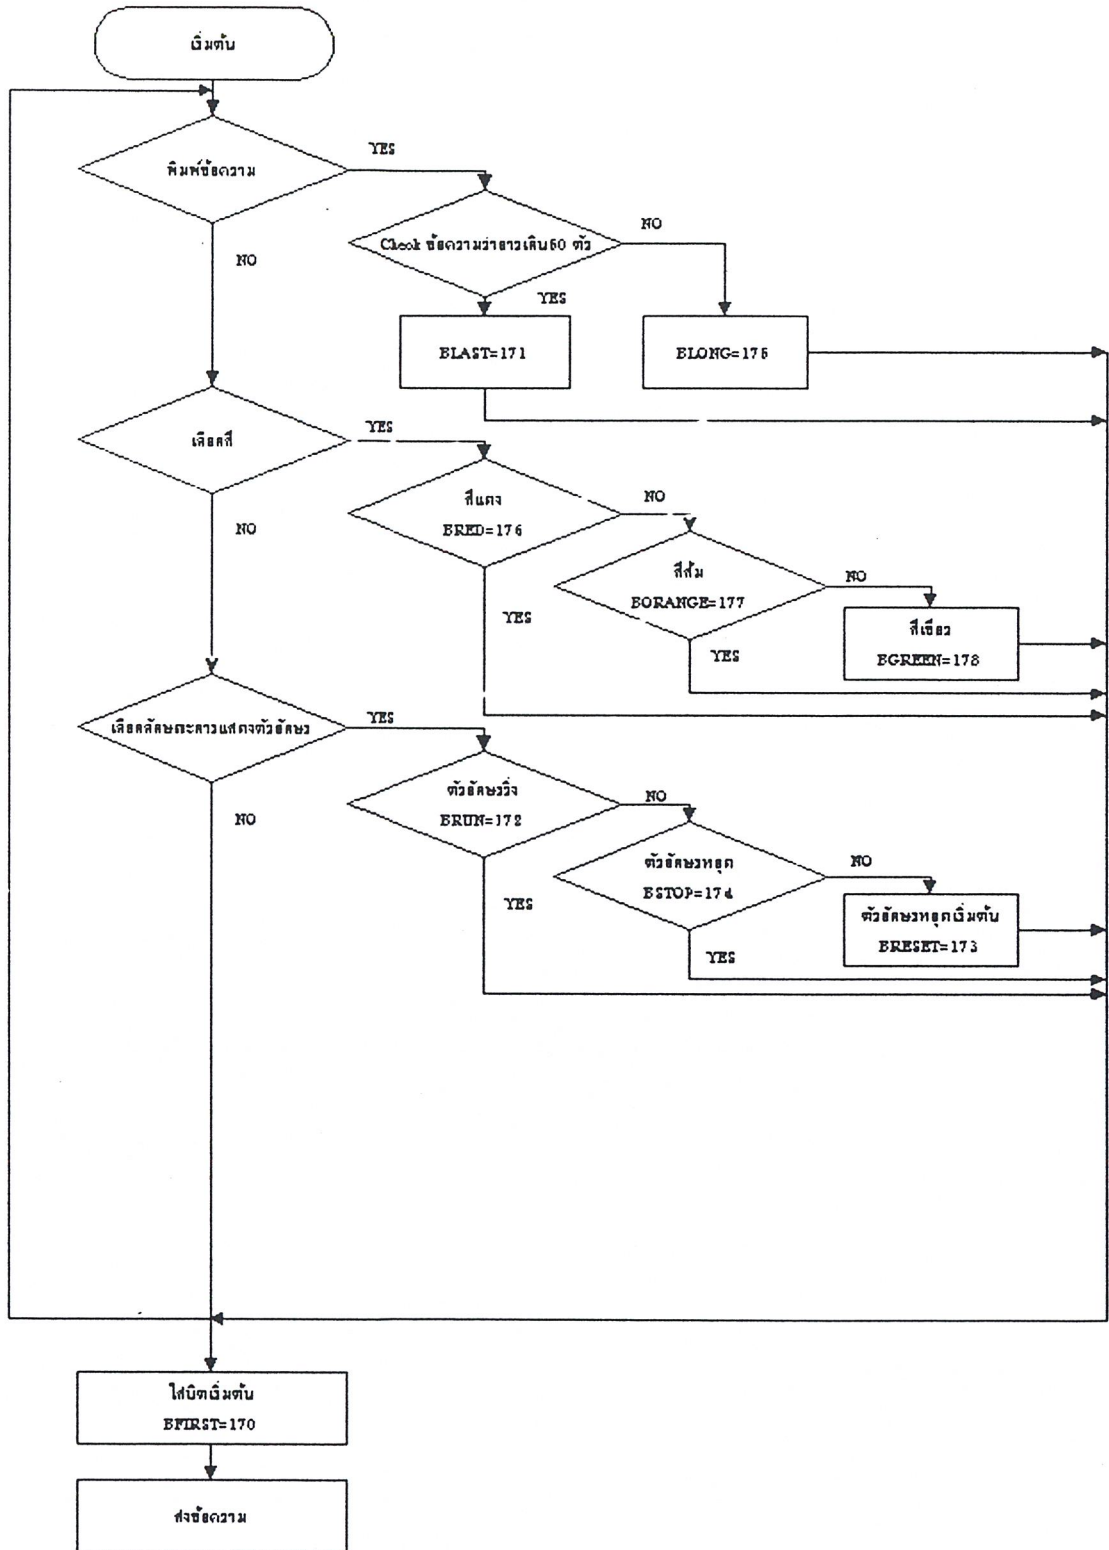 เริ่มต้น
พิมพ์ข้อความ
YES
NO
Check ข้อความว่ายาวเกิน60 ตัว
NO
YES
BLAST=171
BLONG=175
เลือกสี
YES
NO
สีแดง
BRED=176
NO
YES
สีส้ม
BORANGE=177
NO
YES
สีเขียว
BGREEN=178
เลือกลักษณะการแสดงตัวอักษร
YES
NO
ตัวอักษรวิ่ง
BRUN=172
NO
YES
ตัวอักษรหยุด
BSTOP=174
NO
YES
ตัวอักษรหยุดเริ่มต้น
BRESET=173
ใส่บิตเริ่มต้น
BFIRST=170
ส่งข้อความ